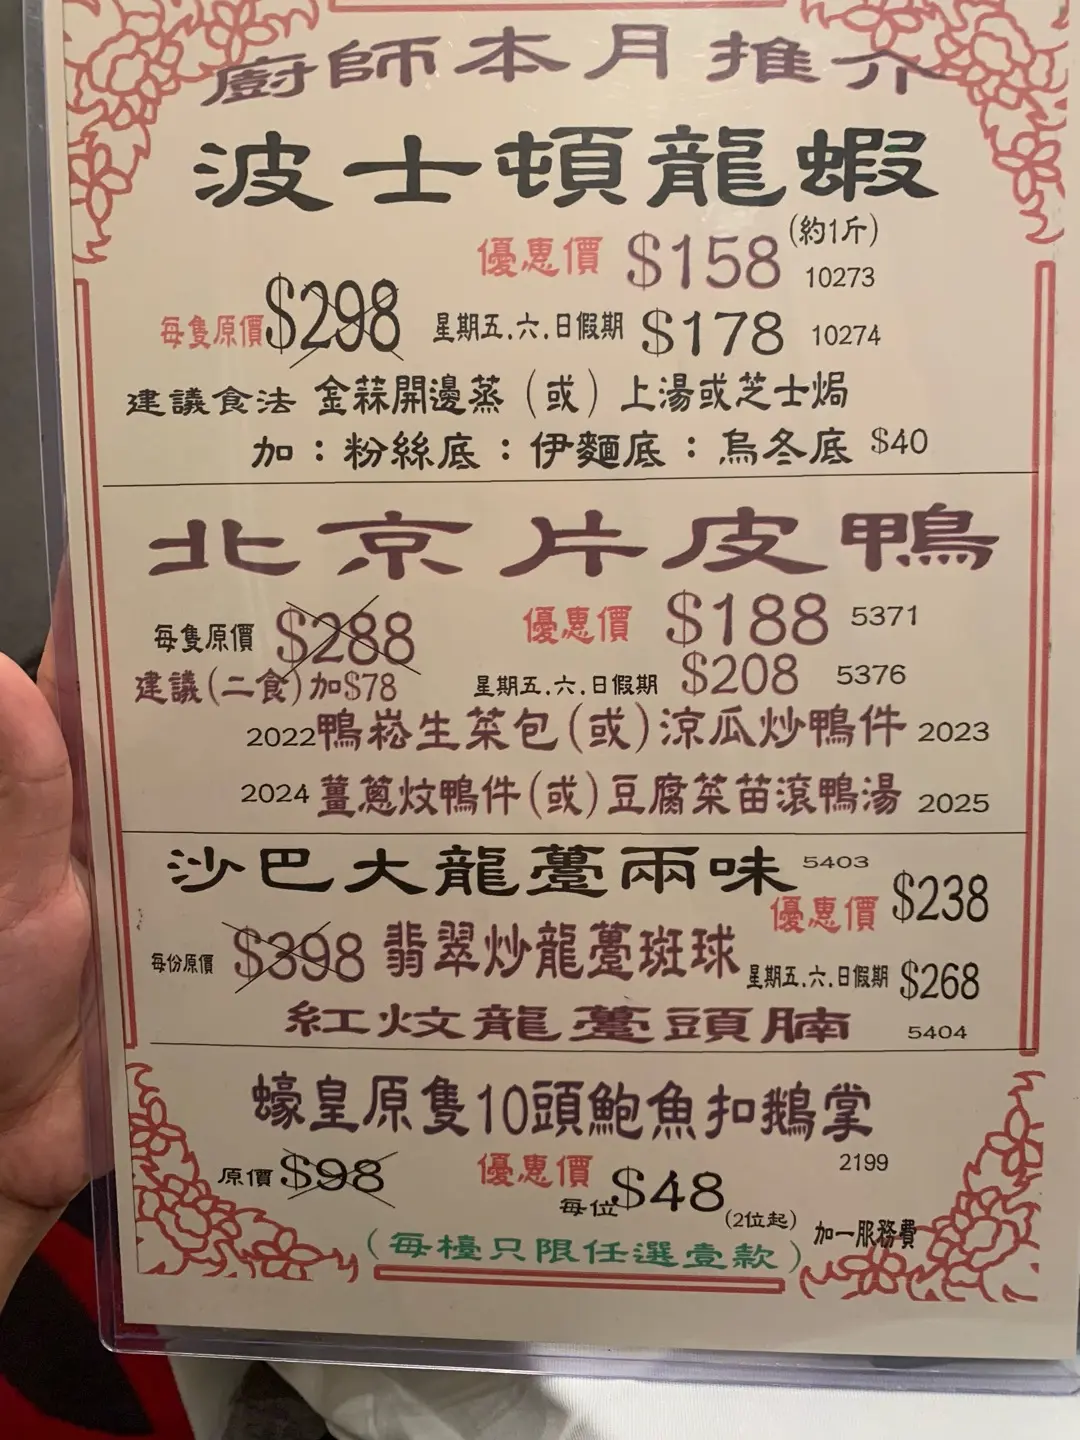 廚師本月推介
波士頓龍蝦
優惠價 $158 (約1斤) 10273
每隻原價 $298 星期五.六.日假期 $178 10274
建議食法 金蒜開邊蒸 (或) 上湯或芝士焗
加：粉絲底：伊麵底：烏冬底 $40
北京片皮鴨
每隻原價 $288 優惠價 $188 5371
建議(二食)加$78 星期五.六.日假期 $208 5376
2022 鴨崧生菜包(或)涼瓜炒鴨件 2023
2024 薑蔥炆鴨件(或)豆腐菜苗滾鴨湯 2025
沙巴大龍躉兩味 5403
優惠價 $238
每份原價 $398 翡翠炒龍躉斑球
星期五.六.日假期 $268
紅炆龍躉頭腩 5404
蠔皇原隻10頭鮑魚扣鵝掌
2199
原價 $98 優惠價 每位 $48 (2位起)
加一服務費
(每檯只限任選壹款)